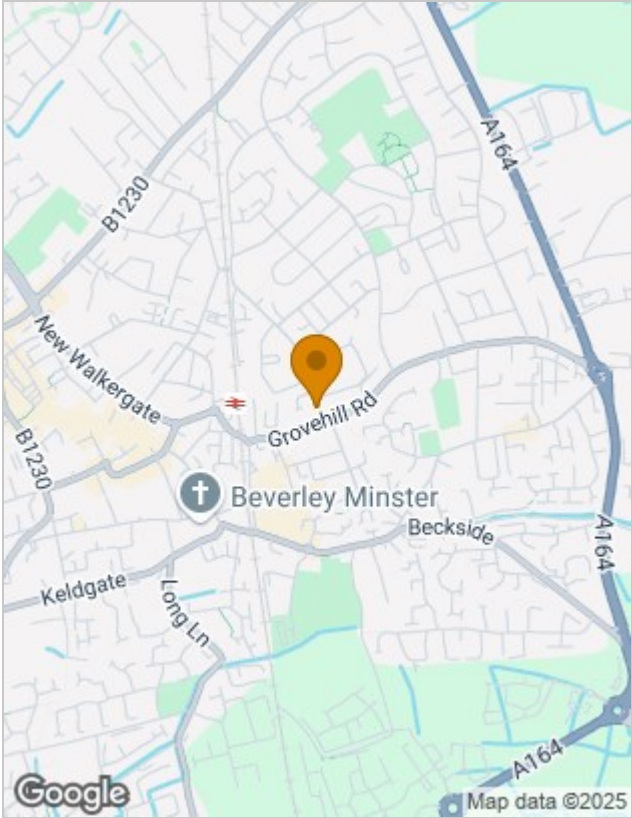 A164
B1230
New Walkergate
Grovehill Rd
B1230
Beverley Minster
Beckside
A164
Keldgate
Long Ln
A164
Google
Map data ©2025